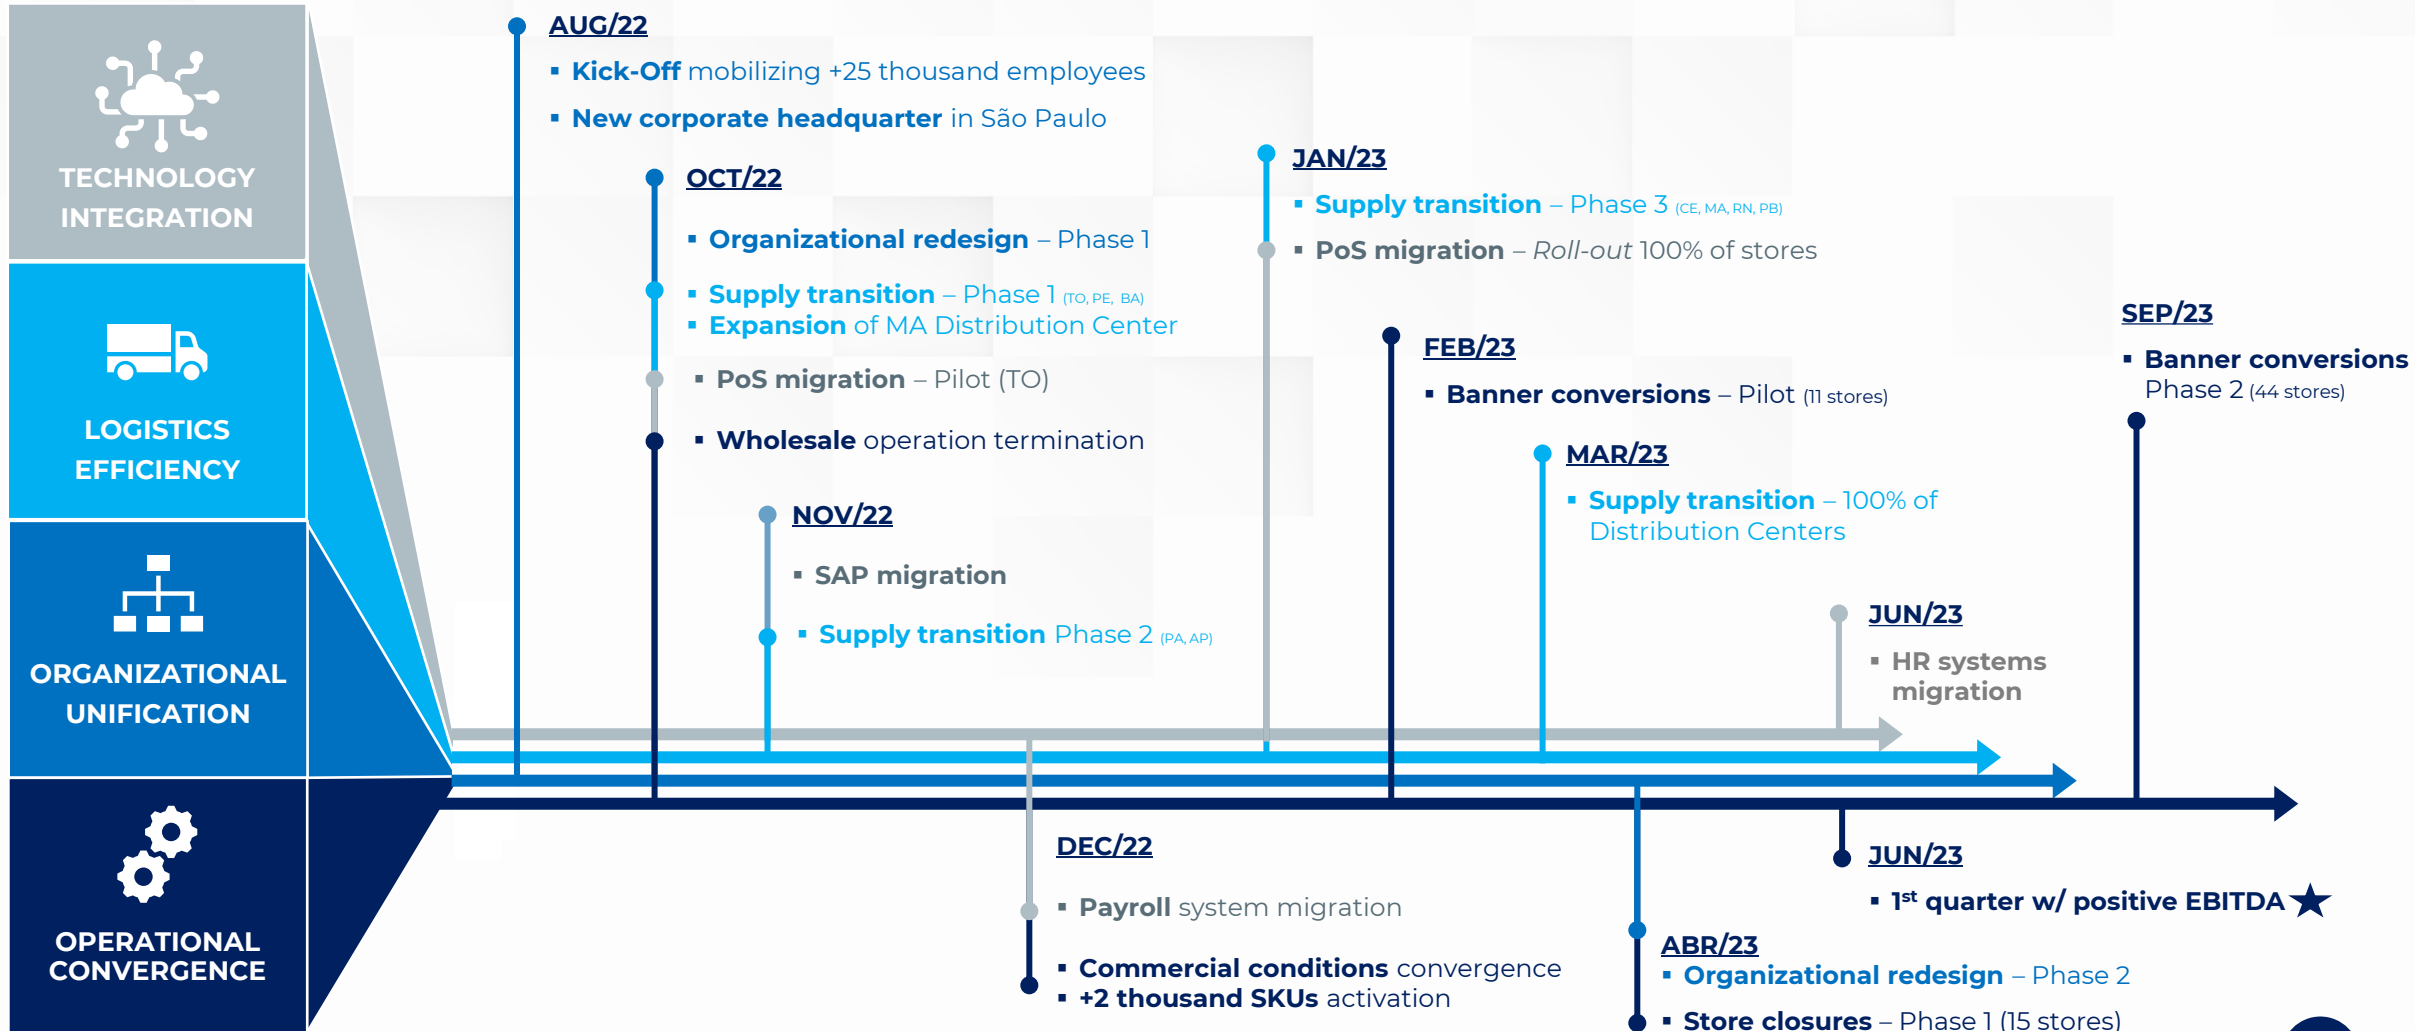 TECHNOLOGY
INTEGRATION
LOGISTICS
EFFICIENCY
ORGANIZATIONAL
UNIFICATION
OPERATIONAL
CONVERGENCE
AUG/22
▪ Kick-Off mobilizing +25 thousand employees
▪ New corporate headquarter in São Paulo
OCT/22
▪ Organizational redesign – Phase 1
▪ Supply transition – Phase 1 (TO, PE, BA)
▪ Expansion of MA Distribution Center
▪ PoS migration – Pilot (TO)
▪ Wholesale operation termination
NOV/22
▪ SAP migration
▪ Supply transition Phase 2 (PA, AP)
DEC/22
▪ Payroll system migration
▪ Commercial conditions convergence
▪ +2 thousand SKUs activation
JAN/23
▪ Supply transition – Phase 3 (CE, MA, RN, PB)
▪ PoS migration – Roll-out 100% of stores
FEB/23
▪ Banner conversions – Pilot (11 stores)
MAR/23
▪ Supply transition – 100% of
Distribution Centers
ABR/23
▪ Organizational redesign – Phase 2
▪ Store closures – Phase 1 (15 stores)
JUN/23
▪ HR systems
migration
JUN/23
▪ 1st quarter w/ positive EBITDA
SEP/23
▪ Banner conversions
Phase 2 (44 stores)